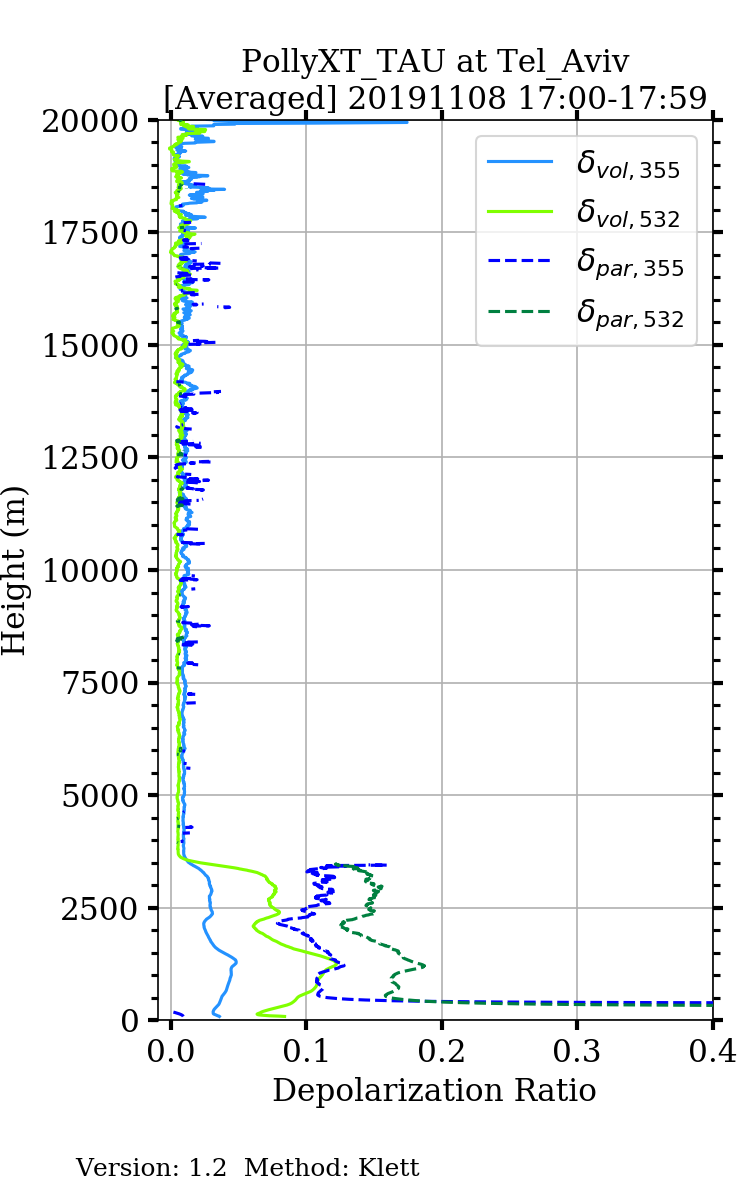 PollyXT_TAU at Tel_Aviv
[Averaged] 20191108 17:00-17:59
20000
17500
15000
12500
10000
7500
5000
2500
0
Height (m)
δvol, 355
δvol, 532
δpar, 355
δpar, 532
0.0 0.1 0.2 0.3 0.4
Depolarization Ratio
Version: 1.2 Method: Klett